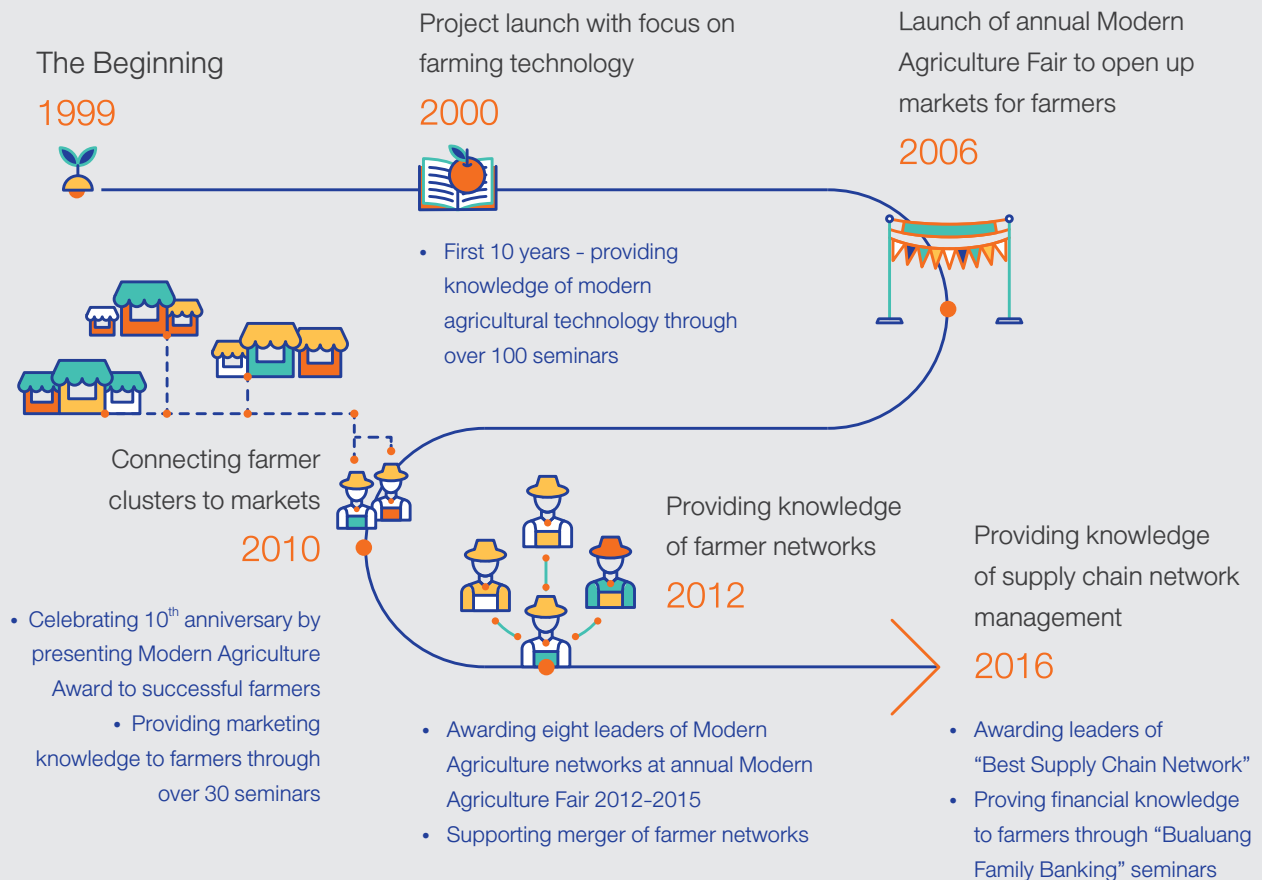 The Beginning
1999
Project launch with focus on
farming technology
2000
• First 10 years - providing
knowledge of modern
agricultural technology through
over 100 seminars
Launch of annual Modern
Agriculture Fair to open up
markets for farmers
2006
Connecting farmer
clusters to markets
2010
• Celebrating 10th anniversary by
presenting Modern Agriculture
Award to successful farmers
• Providing marketing
knowledge to farmers through
over 30 seminars
Providing knowledge
of farmer networks
2012
• Awarding eight leaders of Modern
Agriculture networks at annual Modern
Agriculture Fair 2012-2015
• Supporting merger of farmer networks
Providing knowledge
of supply chain network
management
2016
• Awarding leaders of
“Best Supply Chain Network”
• Proving financial knowledge
to farmers through “Bualuang
Family Banking” seminars